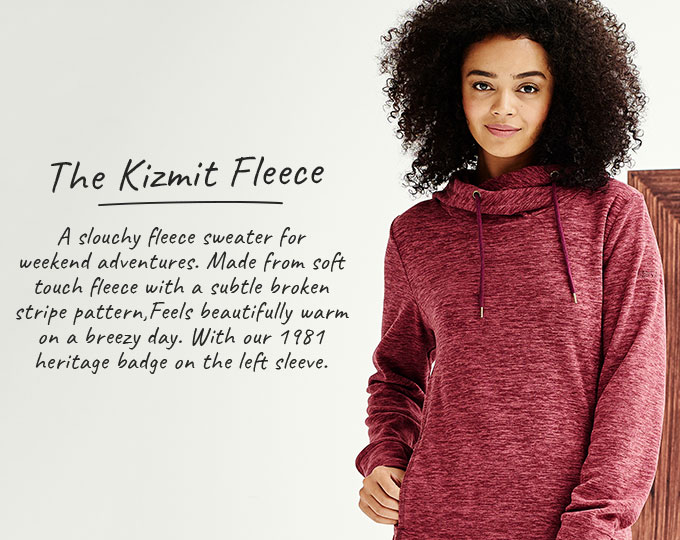 The Kizmit Fleece
A slouchy fleece sweater for
weekend adventures. Made from soft
touch fleece with a subtle broken
stripe pattern,Feels beautifully warm
on a breezy day. With our 1981
heritage badge on the left sleeve.